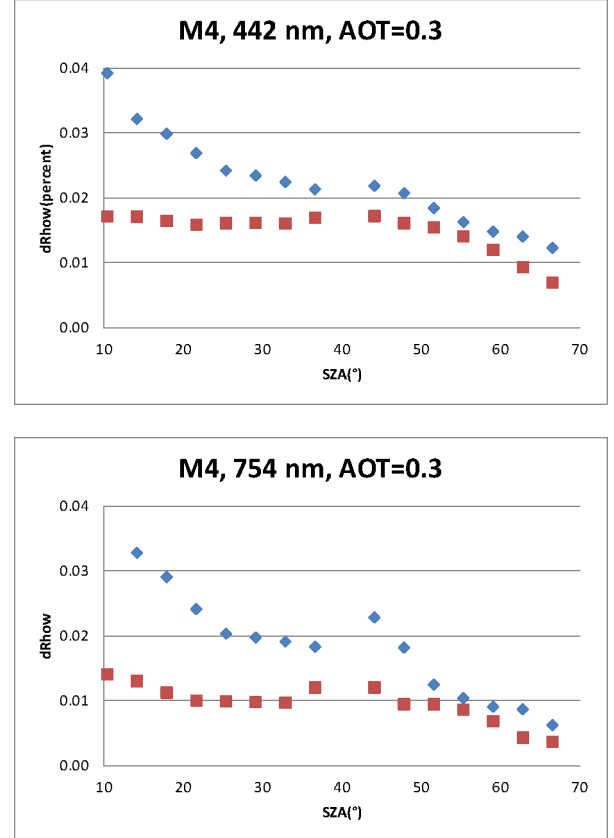 M4, 442 nm, AOT=0.3
0.04
0.03
0.02
0.01
0.00
dRhow(percent)
10 20 30 40 50 60 70
SZA(°)
M4, 754 nm, AOT=0.3
0.04
0.03
0.02
0.01
0.00
dRhow
10 20 30 40 50 60 70
SZA(°)